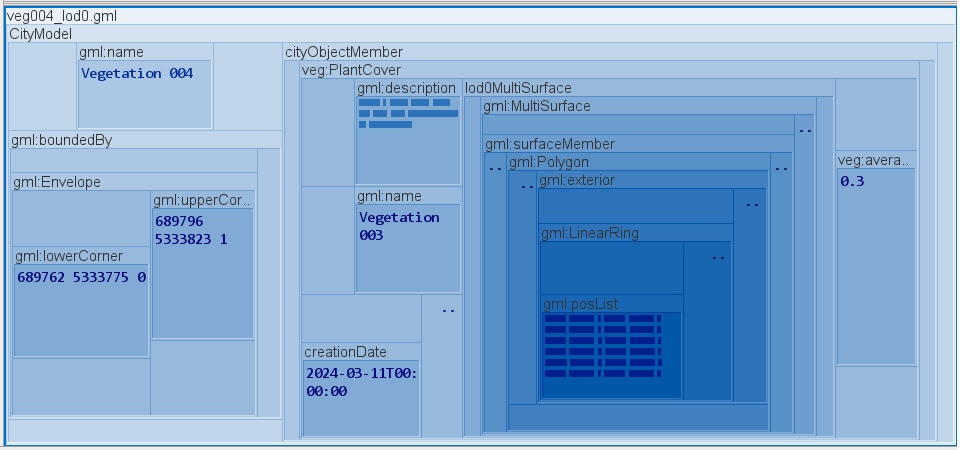 veg004_lod0.gml
CityModel
gml:name
Vegetation 004
gml:boundedBy
gml:Envelope
gml:upperCor..
689796
5333823 1
gml:lowerCorner
689762 5333775 0
cityObjectMember
veg:PlantCover
gml:description
gml:name
Vegetation
003
..
creationDate
2024-03-11T00:
00:00
lod0MultiSurface
gml:MultiSurface
..
gml:surfaceMember
..
gml:Polygon
..
..
gml:exterior
..
gml:LinearRing
..
gml:posList
veg:avera..
0.3